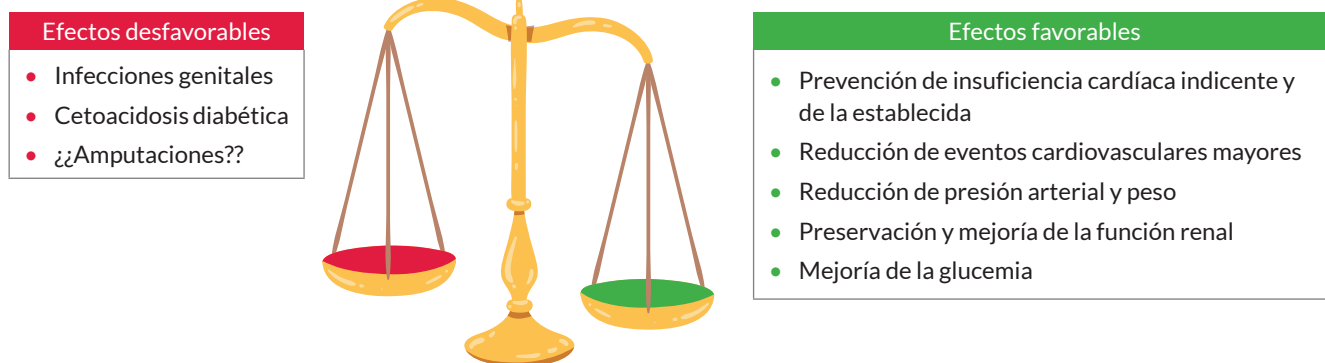 Efectos desfavorables
• Infecciones genitales
• Cetoacidosis diabética
• ¿¿Amputaciones??
Efectos favorables
• Prevención de insuficiencia cardíaca indicente y
de la establecida
• Reducción de eventos cardiovasculares mayores
• Reducción de presión arterial y peso
• Preservación y mejoría de la función renal
• Mejoría de la glucemia